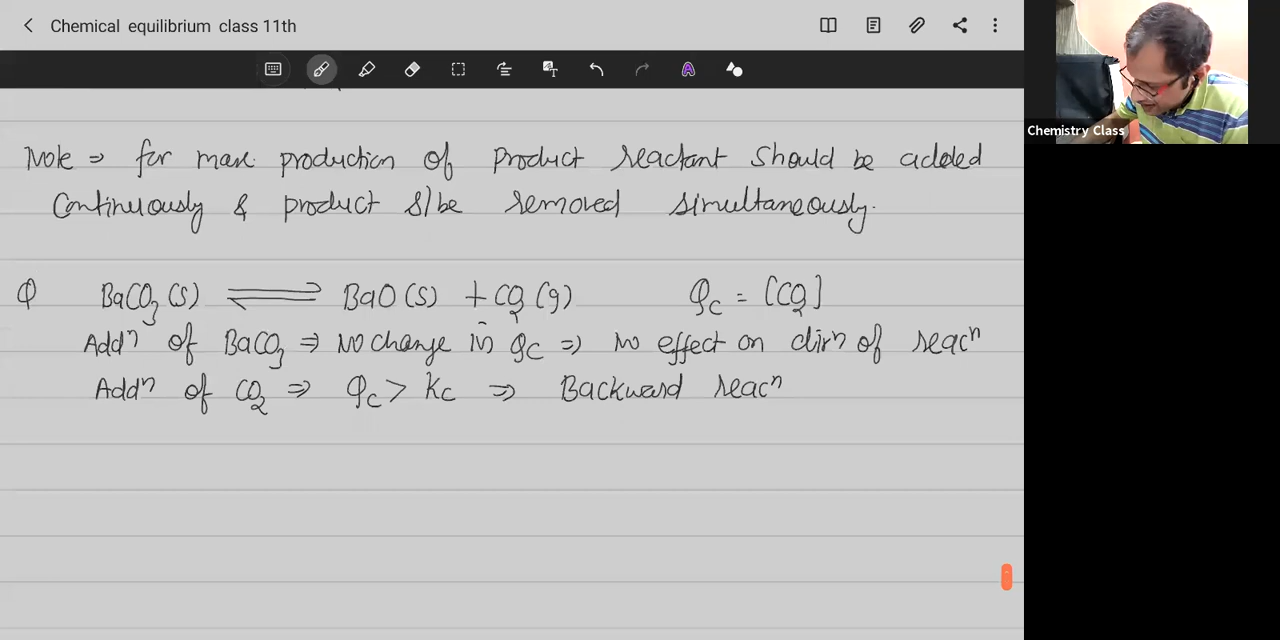 Chemical equilibrium class 11th
Chemistry Class
Note ⇒ for max. production of product reactant should be added
Continuously & product s/be removed simultaneously.
Q BaCO3(s) ⇌ BaO(s) + CO2(g) Qc = [CO2]
Addn of BaCO3 ⇒ No change in Qc ⇒ no effect on dirn of reacn
Addn of CO2 ⇒ Qc > Kc ⇒ Backward reacn